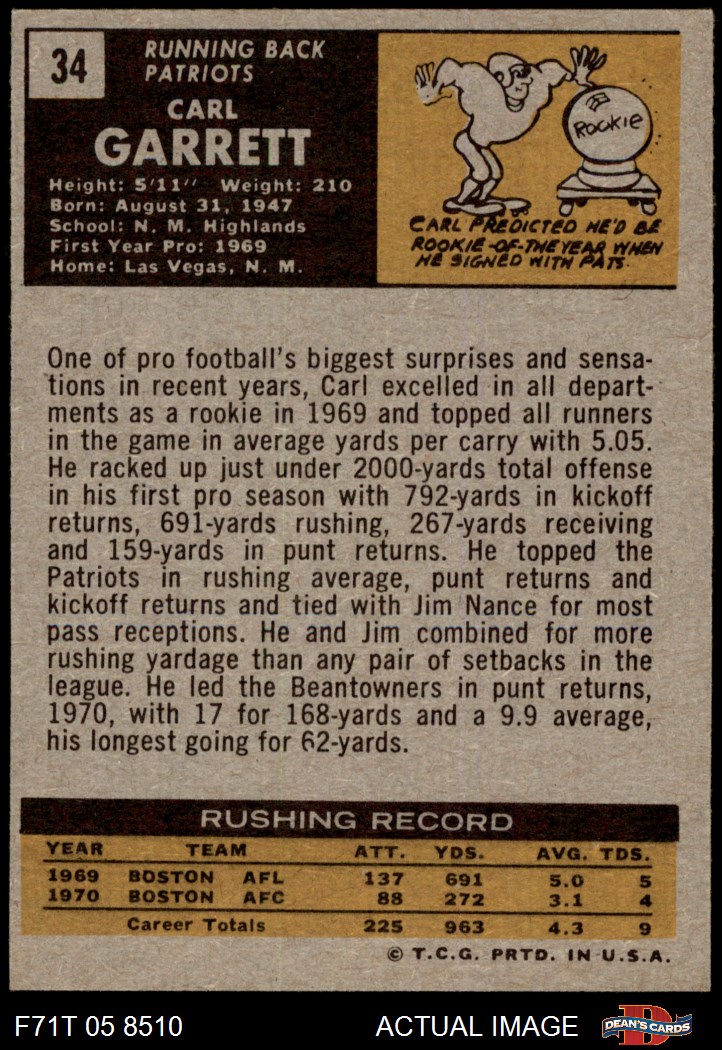 34
RUNNING BACK
PATRIOTS
CARL
GARRETT
Height: 5'11" Weight: 210
Born: August 31, 1947
School: N. M. Highlands
First Year Pro: 1969
Home: Las Vegas, N. M.
ROOKIE
CARL PREDICTED HE'D BE
ROOKIE-OF-THE YEAR WHEN
HE SIGNED WITH PATS.
One of pro football's biggest surprises and sensa-
tions in recent years, Carl excelled in all depart-
ments as a rookie in 1969 and topped all runners
in the game in average yards per carry with 5.05.
He racked up just under 2000-yards total offense
in his first pro season with 792-yards in kickoff
returns, 691-yards rushing, 267-yards receiving
and 159-yards in punt returns. He topped the
Patriots in rushing average, punt returns and
kickoff returns and tied with Jim Nance for most
pass receptions. He and Jim combined for more
rushing yardage than any pair of setbacks in the
league. He led the Beantowners in punt returns,
1970, with 17 for 168-yards and a 9.9 average,
his longest going for 62-yards.
RUSHING RECORD
YEAR TEAM ATT. YDS. AVG. TDS.
1969 BOSTON AFL 137 691 5.0 5
1970 BOSTON AFC 88 272 3.1 4
Career Totals 225 963 4.3 9
© T.C.G. PRTD. IN U.S.A.
F71T 05 8510 ACTUAL IMAGE D DEAN'S CARDS